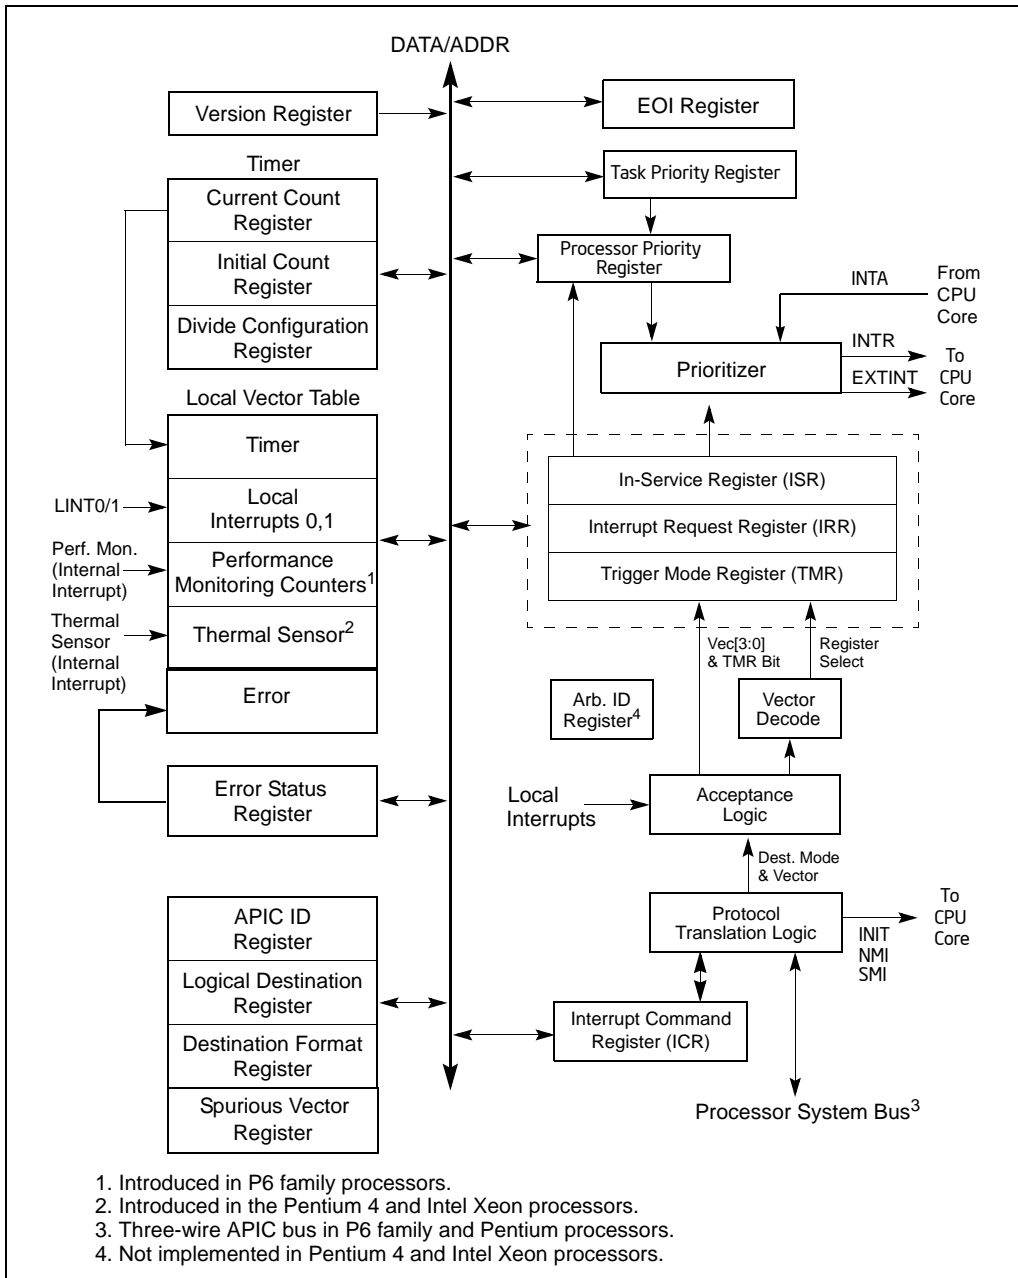 DATA/ADDR
Version Register
EOI Register
Timer
Task Priority Register
Current Count
Register
Initial Count
Register
Divide Configuration
Register
Processor Priority
Register
INTA
From
CPU
Core
Prioritizer
INTR
EXTINT
To
CPU
Core
Local Vector Table
Timer
Local
Interrupts 0,1
Performance
Monitoring Counters1
Thermal Sensor2
Error
LINT0/1
Perf. Mon.
(Internal
Interrupt)
Thermal
Sensor
(Internal
Interrupt)
In-Service Register (ISR)
Interrupt Request Register (IRR)
Trigger Mode Register (TMR)
Vec[3:0]
& TMR Bit
Register
Select
Arb. ID
Register4
Vector
Decode
Error Status
Register
Local
Interrupts
Acceptance
Logic
Dest. Mode
& Vector
APIC ID
Register
Logical Destination
Register
Destination Format
Register
Spurious Vector
Register
Protocol
Translation Logic
INIT
NMI
SMI
To
CPU
Core
Interrupt Command
Register (ICR)
Processor System Bus3
1. Introduced in P6 family processors.
2. Introduced in the Pentium 4 and Intel Xeon processors.
3. Three-wire APIC bus in P6 family and Pentium processors.
4. Not implemented in Pentium 4 and Intel Xeon processors.